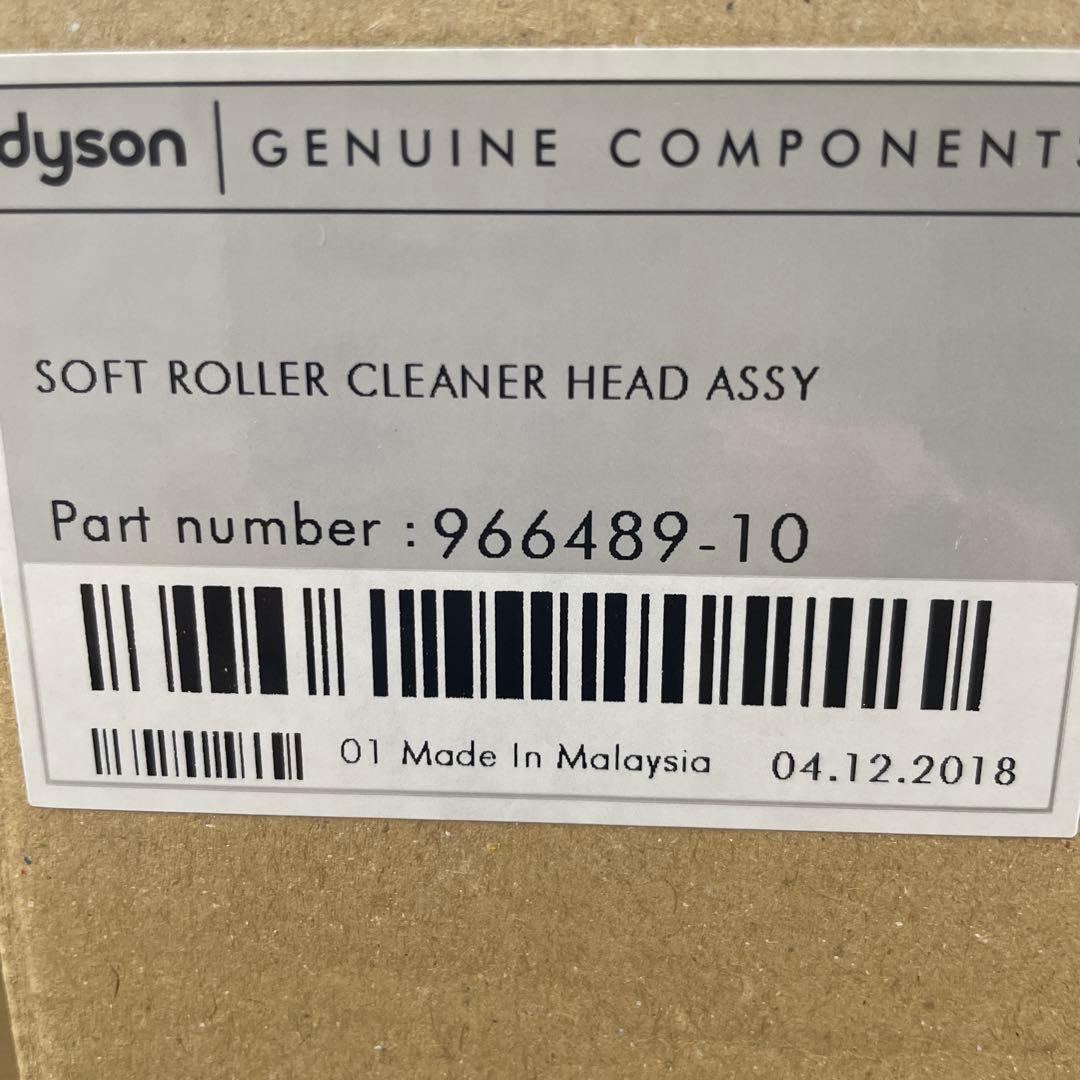 dyson | GENUINE COMPONENTS
SOFT ROLLER CLEANER HEAD ASSY
Part number : 966489-10
01 Made In Malaysia 04.12.2018